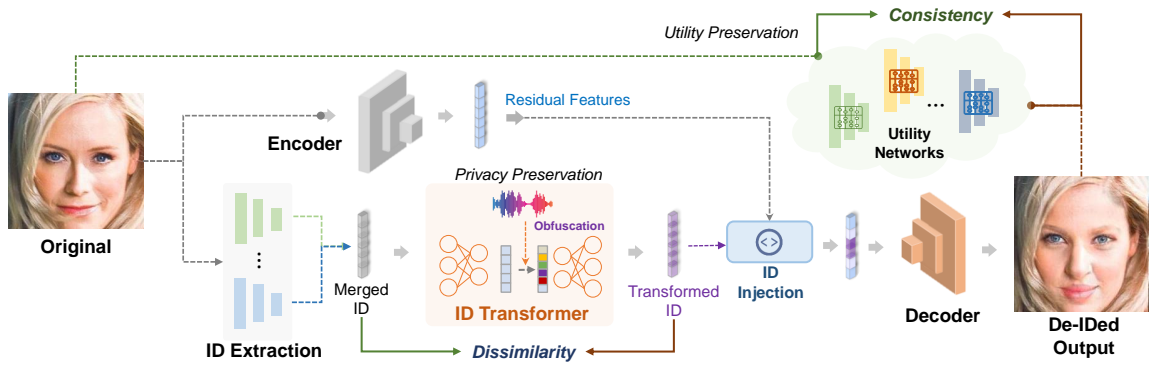 Consistency
Utility Preservation
Residual Features
Encoder
...
Utility
Networks
Privacy Preservation
Obfuscation
Original
...
<>
ID
Injection
Merged
ID
ID Transformer
Transformed
ID
Decoder
De-IDed
Output
ID Extraction
Dissimilarity